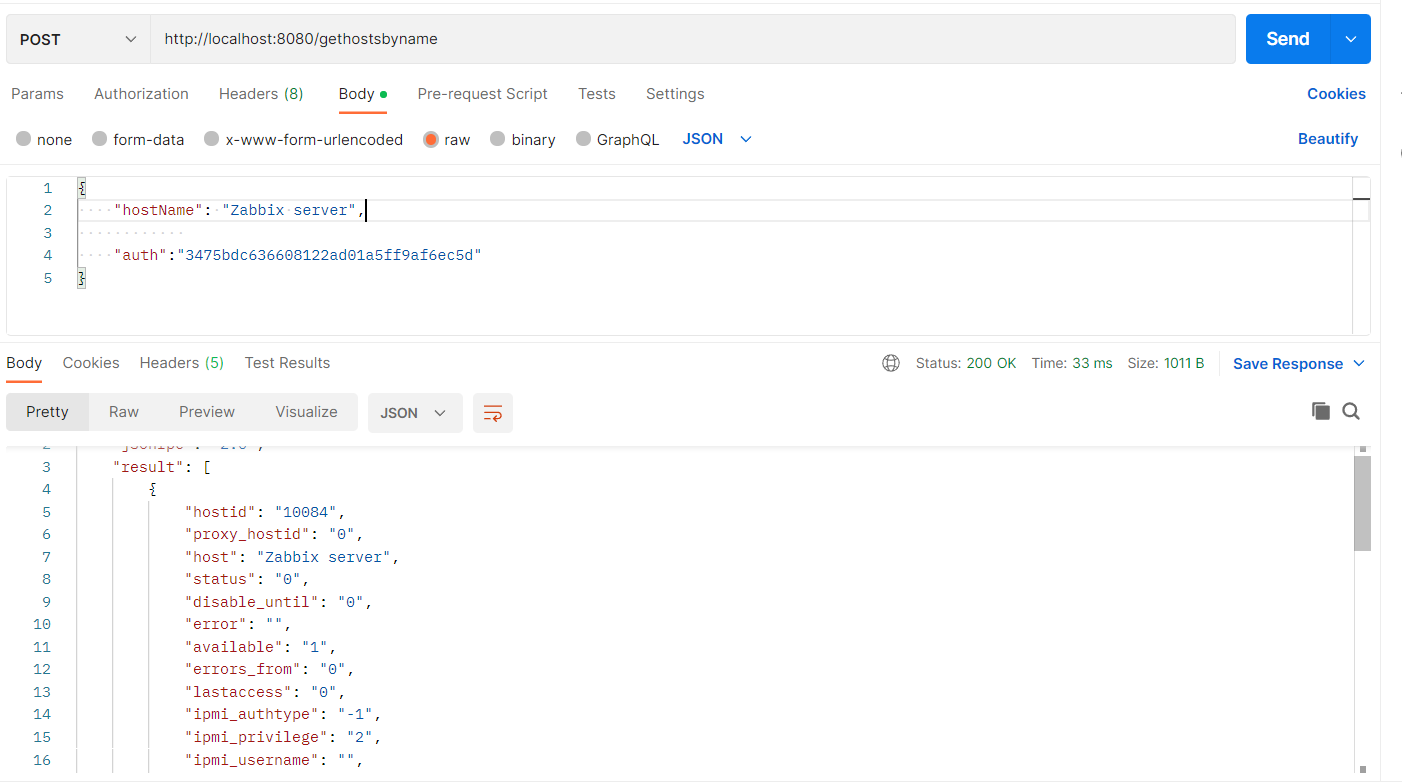 POST http://localhost:8080/gethostsbyname Send
Params Authorization Headers (8) Body Pre-request Script Tests Settings Cookies
none form-data x-www-form-urlencoded raw binary GraphQL JSON Beautify
1 {
2 "hostName": "Zabbix server",
3
4 "auth":"3475bdc636608122ad01a5ff9af6ec5d"
5 }
Body Cookies Headers (5) Test Results Status: 200 OK Time: 33 ms Size: 1011 B Save Response
Pretty Raw Preview Visualize JSON
3 "result": [
4 {
5 "hostid": "10084",
6 "proxy_hostid": "0",
7 "host": "Zabbix server",
8 "status": "0",
9 "disable_until": "0",
10 "error": "",
11 "available": "1",
12 "errors_from": "0",
13 "lastaccess": "0",
14 "ipmi_authtype": "-1",
15 "ipmi_privilege": "2",
16 "ipmi_username": "",